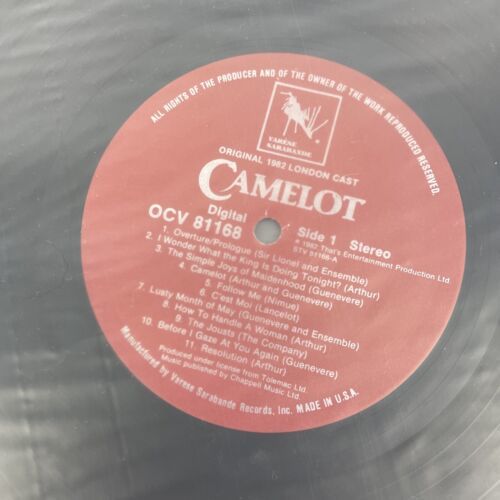 ALL RIGHTS OF THE PRODUCER AND OF THE OWNER OF THE WORK REPRODUCED RESERVED.
VARÈSE
SARABANDE
ORIGINAL 1982 LONDON CAST
CAMELOT
Digital
OCV 81168
Side 1 Stereo
℗ 1982 That's Entertainment Production Ltd.
STV 81168-A
1. Overture/Prologue (Sir Lionel and Ensemble)
2. I Wonder What the King Is Doing Tonight? (Arthur)
3. The Simple Joys of Maidenhood (Guenevere)
4. Camelot (Arthur and Guenevere)
5. Follow Me (Nimue)
6. C'est Moi (Lancelot)
7. Lusty Month of May (Guenevere and Ensemble)
8. How To Handle A Woman (Arthur)
9. The Jousts (The Company)
10. Before I Gaze At You Again (Guenevere)
11. Resolution (Arthur)
Produced under license from Tolemac Ltd.
Music published by Chappell Music Ltd.
Manufactured by Varèse Sarabande Records, Inc. MADE IN U.S.A.